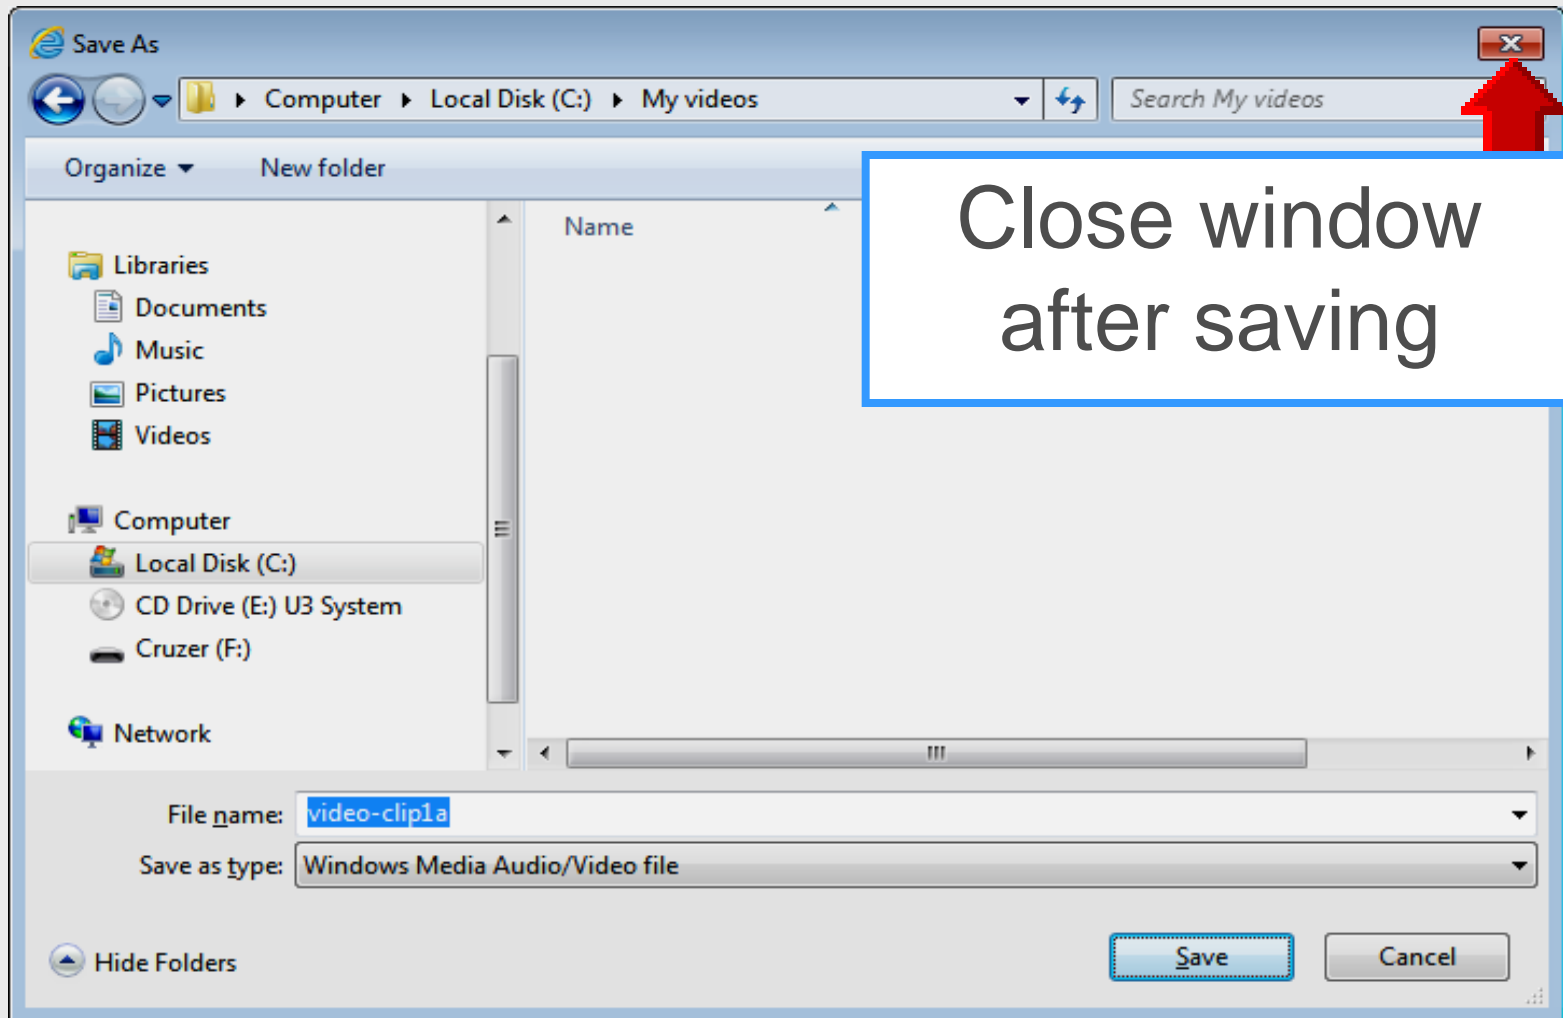 Save As
Computer Local Disk (C:) My videos
Search My videos
Organize New folder
Close window
after saving
Name
Libraries
Documents
Music
Pictures
Videos
Computer
Local Disk (C:)
CD Drive (E:) U3 System
Cruzer (F:)
Network
File name: video-clip1a
Save as type: Windows Media Audio/Video file
Hide Folders
Save Cancel